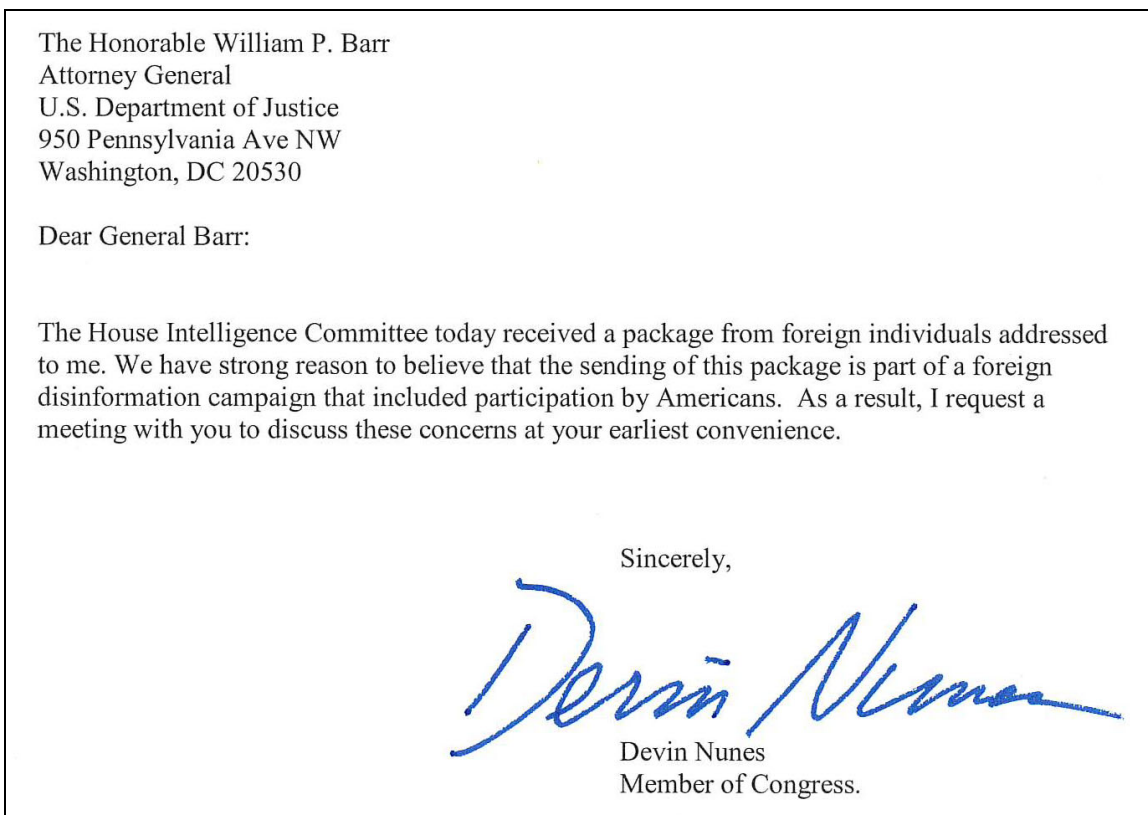 The Honorable William P. Barr
Attorney General
U.S. Department of Justice
950 Pennsylvania Ave NW
Washington, DC 20530
Dear General Barr:
The House Intelligence Committee today received a package from foreign individuals addressed
to me. We have strong reason to believe that the sending of this package is part of a foreign
disinformation campaign that included participation by Americans.  As a result, I request a
meeting with you to discuss these concerns at your earliest convenience.
Sincerely,
Devin Nunes
Devin Nunes
Member of Congress.